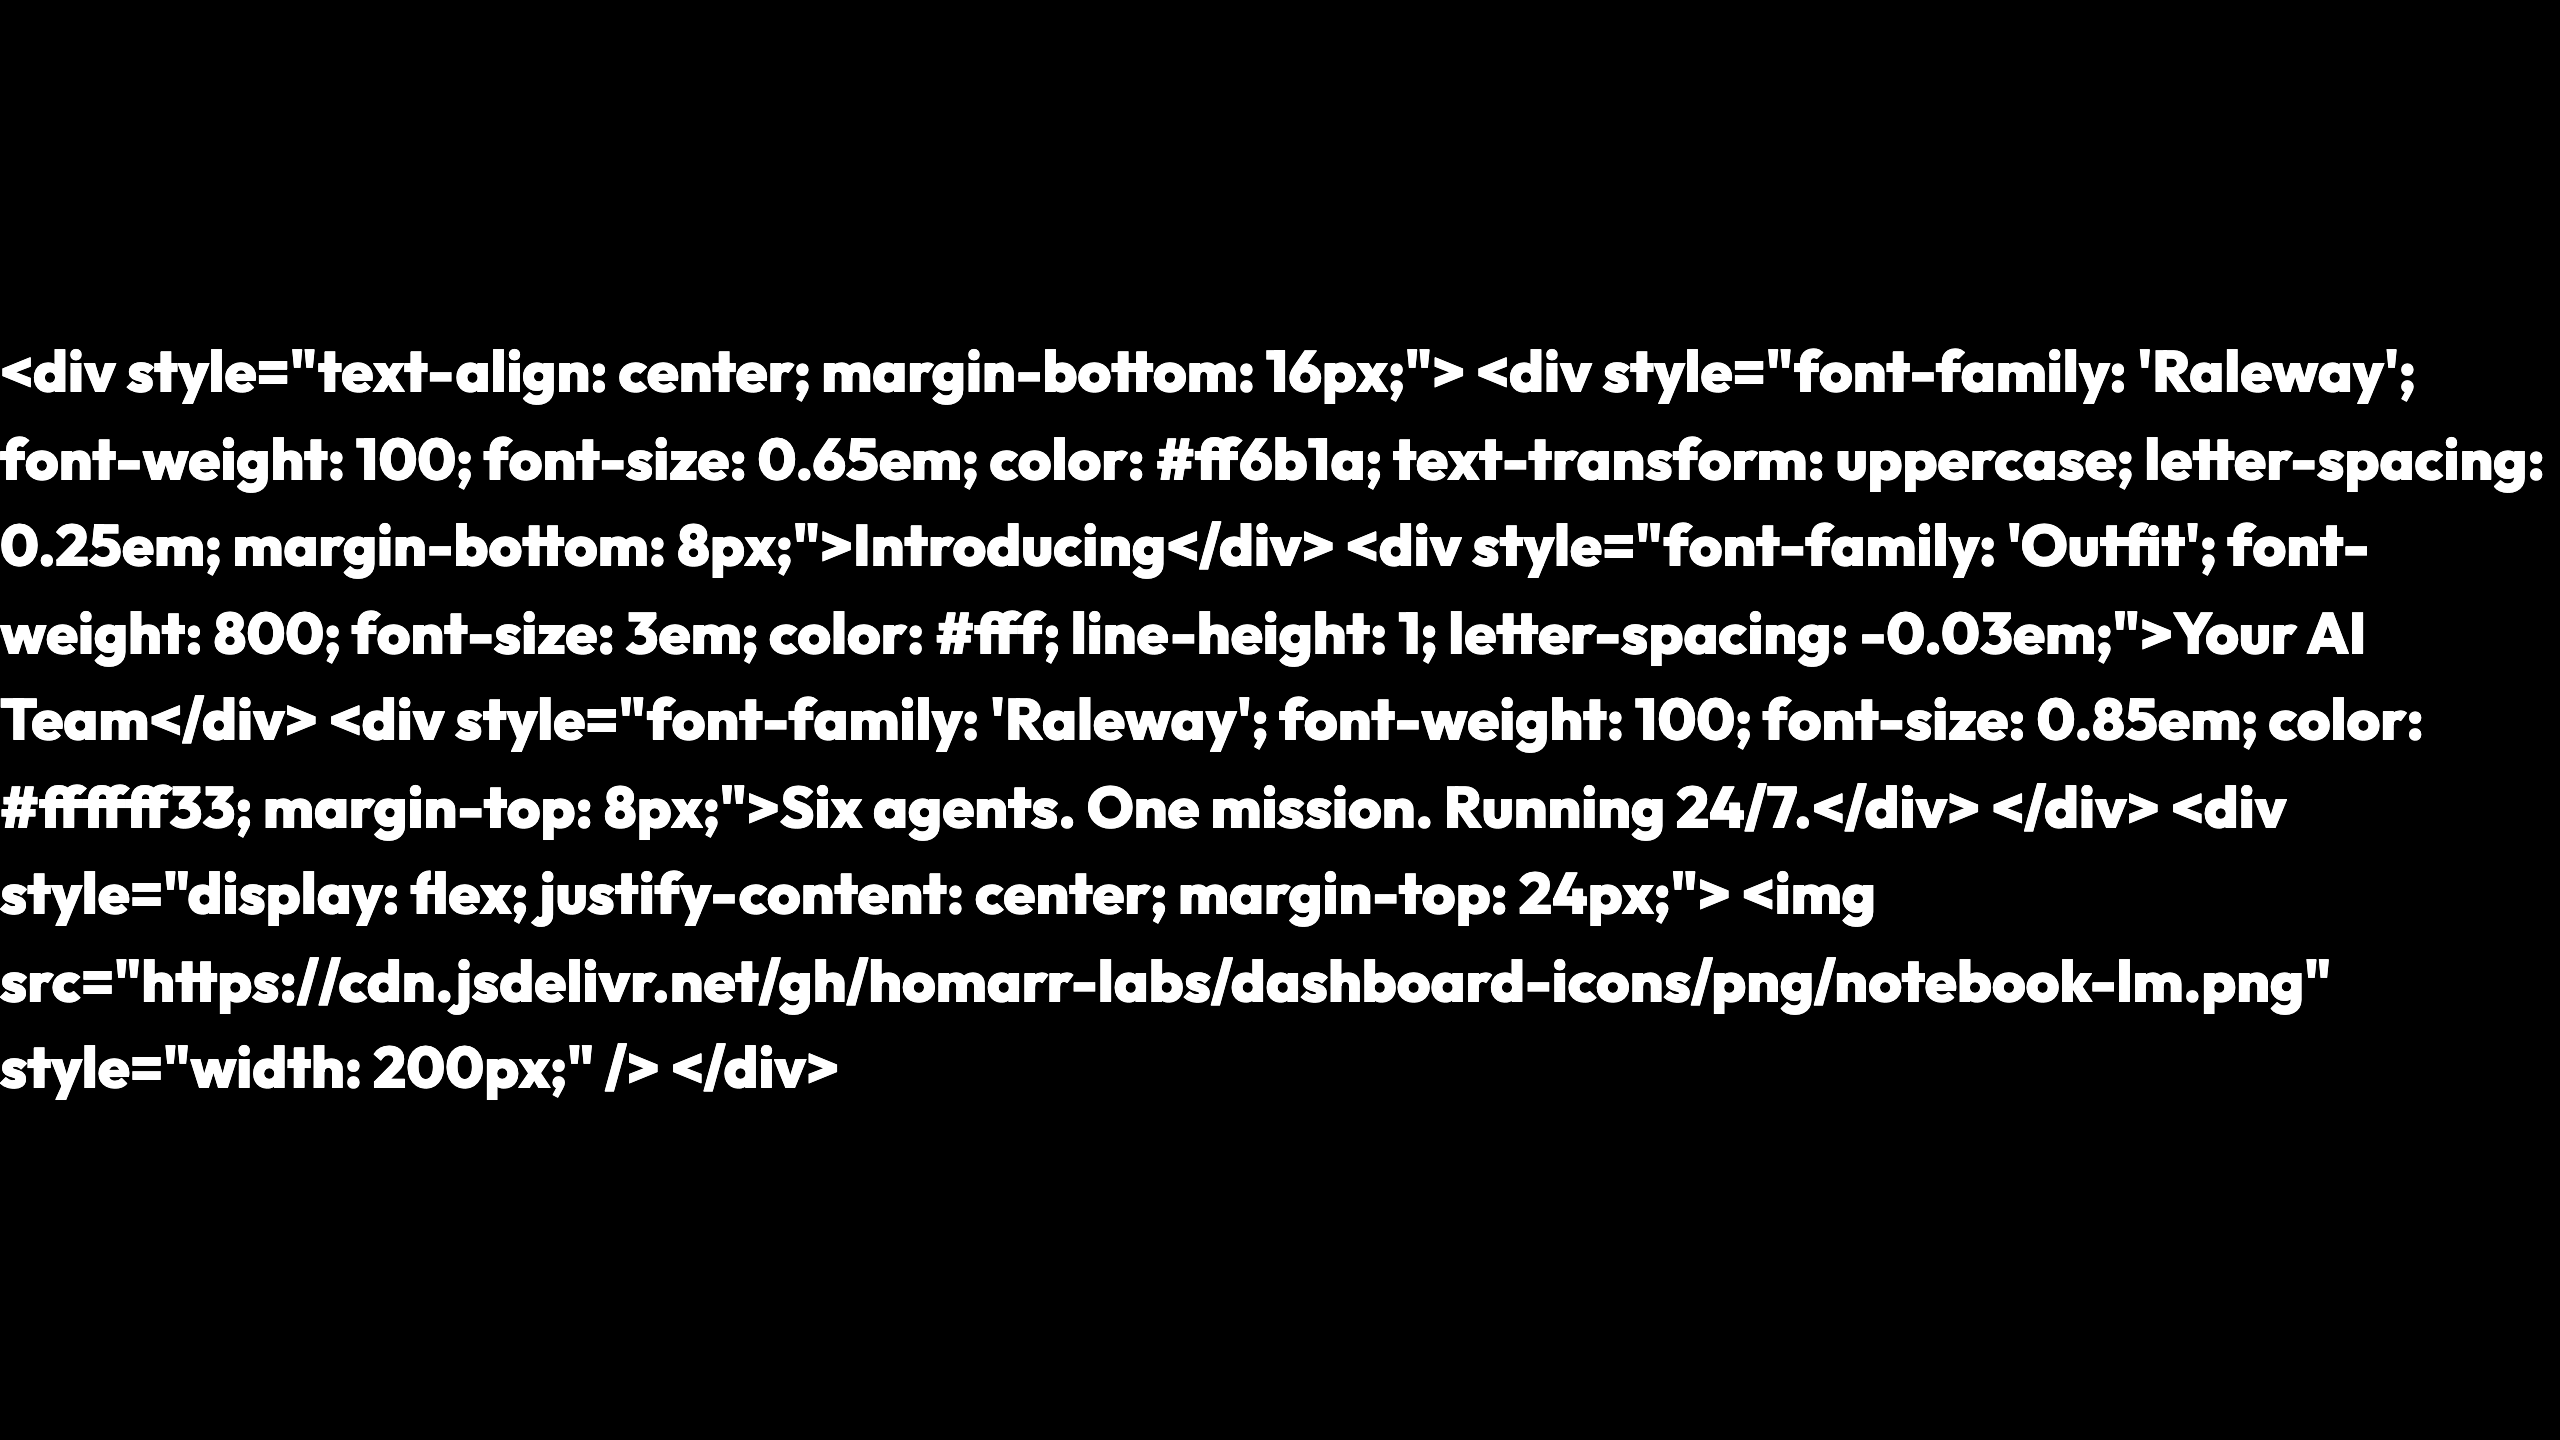 <div style="text-align: center; margin-bottom: 16px;"> <div style="font-family: 'Raleway';
font-weight: 100; font-size: 0.65em; color: #ff6b1a; text-transform: uppercase; letter-spacing:
0.25em; margin-bottom: 8px;">Introducing</div> <div style="font-family: 'Outfit'; font-
weight: 800; font-size: 3em; color: #fff; line-height: 1; letter-spacing: -0.03em;">Your AI
Team</div> <div style="font-family: 'Raleway'; font-weight: 100; font-size: 0.85em; color:
#ffffff33; margin-top: 8px;">Six agents. One mission. Running 24/7.</div> </div> <div
style="display: flex; justify-content: center; margin-top: 24px;"> <img
src="https://cdn.jsdelivr.net/gh/homarr-labs/dashboard-icons/png/notebook-lm.png"
style="width: 200px;" /> </div>